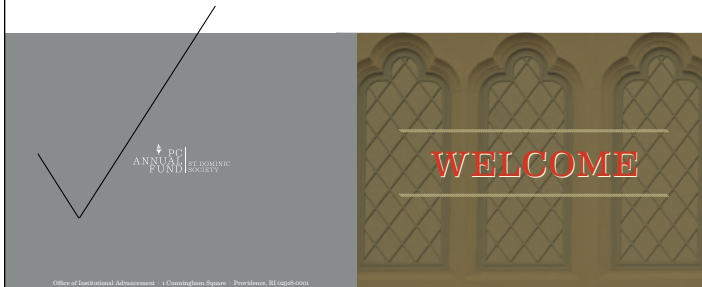 PC
ANNUAL
FUND
ST. DOMINIC
SOCIETY
Office of Institutional Advancement 1 Cunningham Square Providence, RI 02918-0001
WELCOME